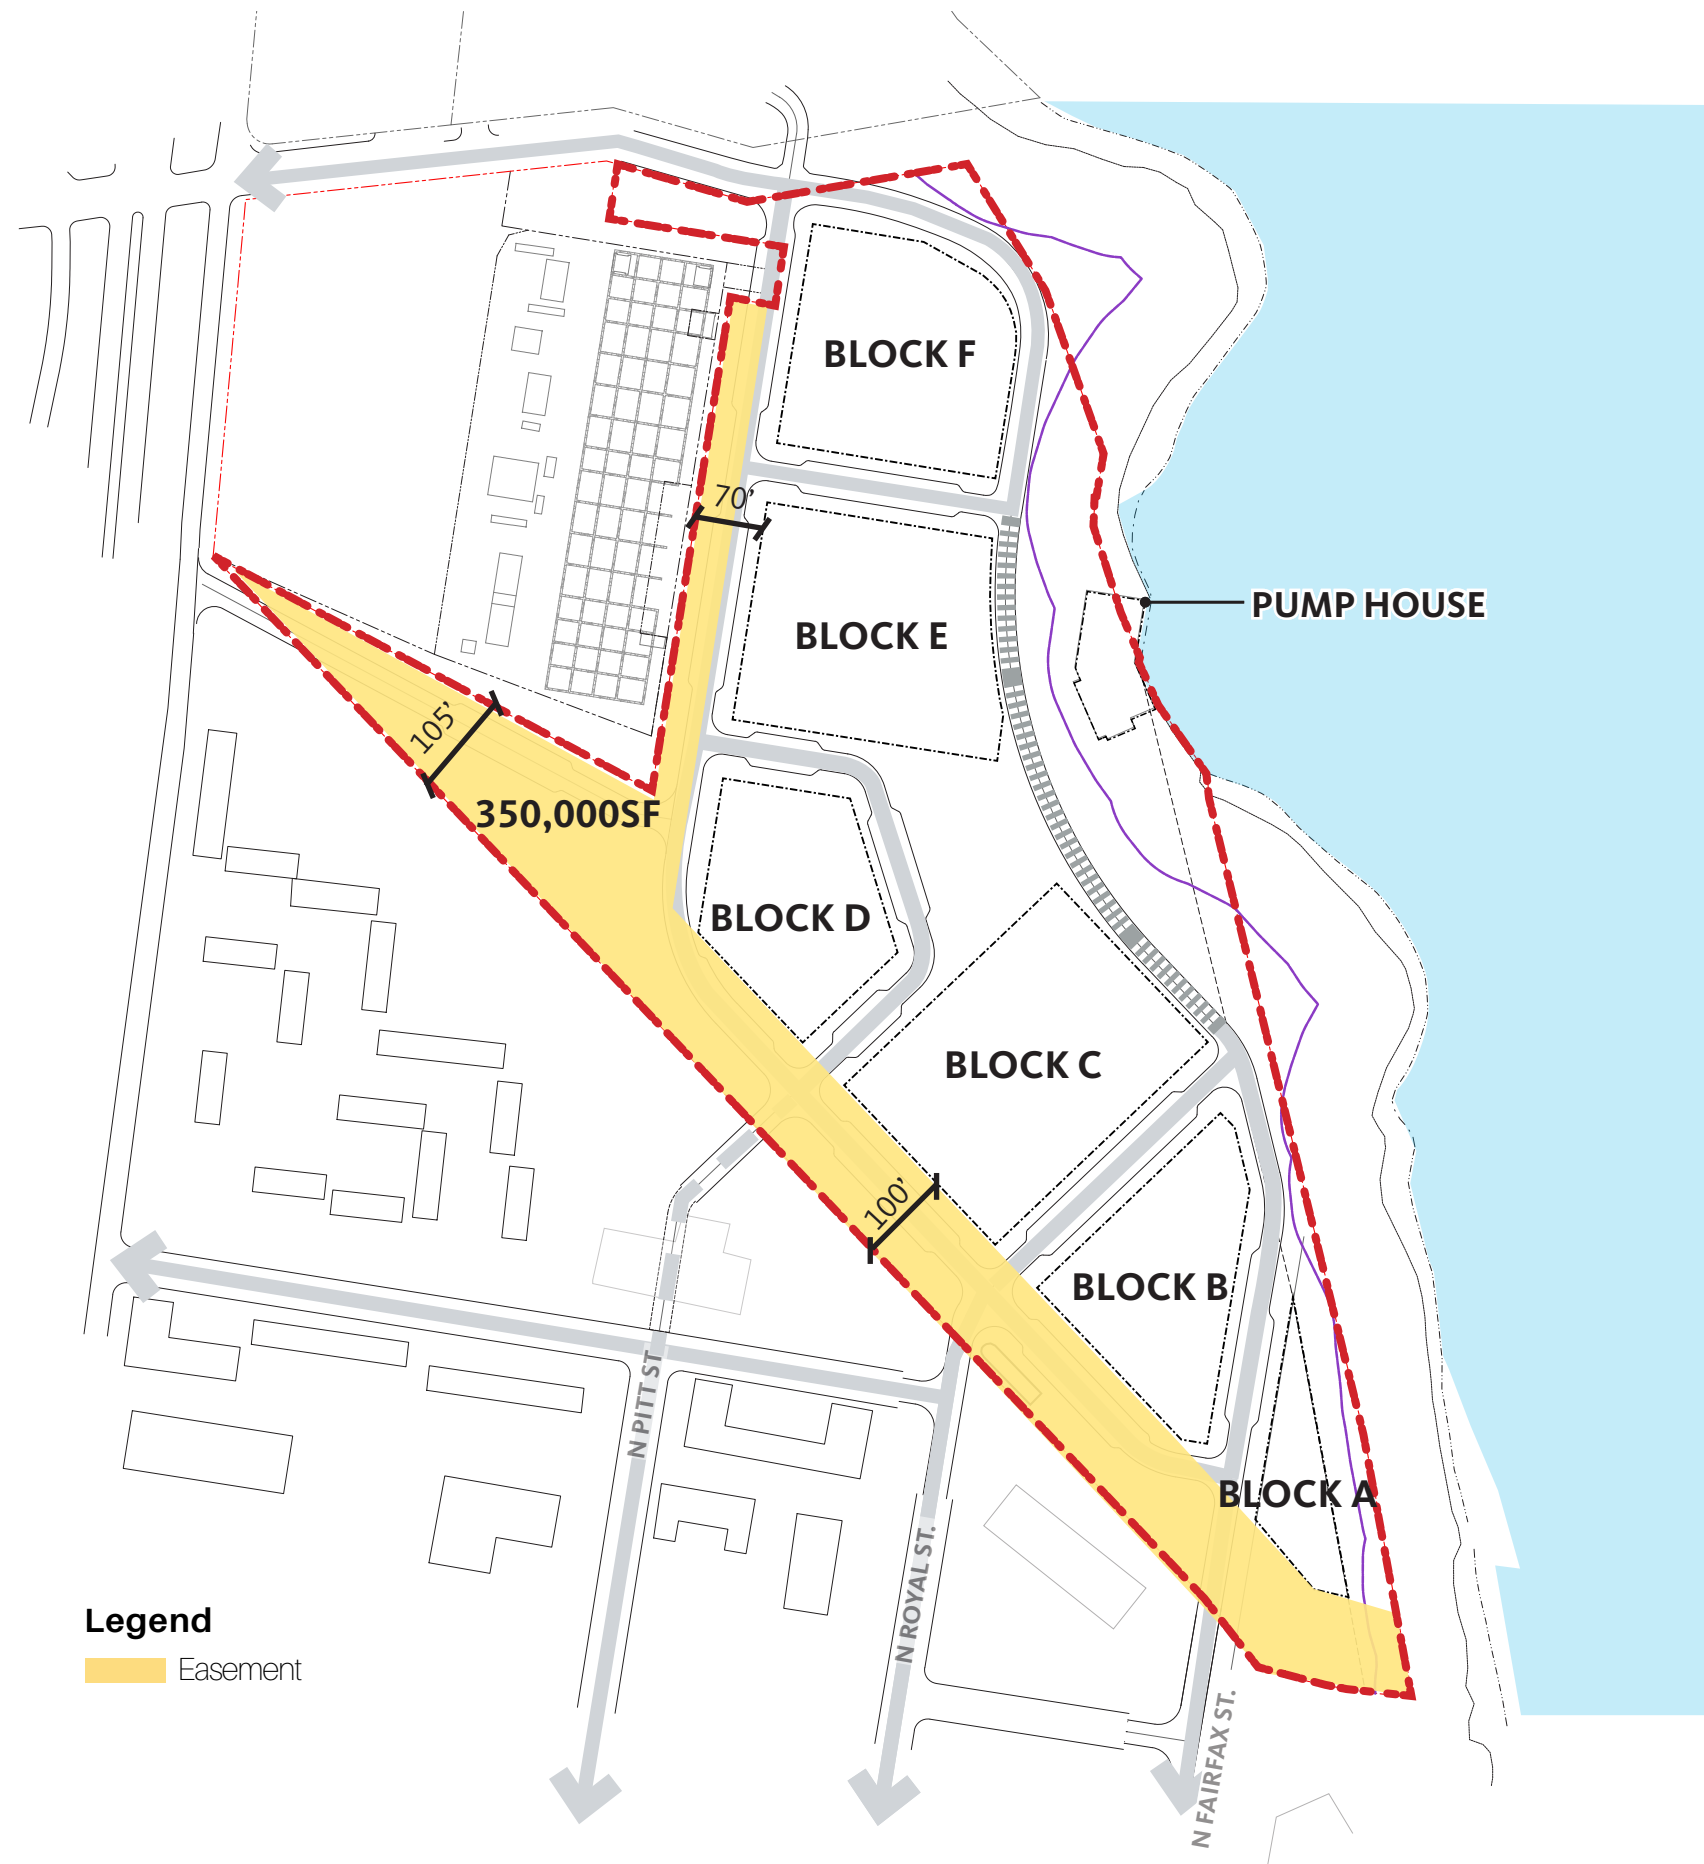 BLOCK F
70'
PUMP HOUSE
BLOCK E
105'
350,000SF
BLOCK D
BLOCK C
100'
BLOCK B
N PITT ST
BLOCK A
N ROYAL ST.
Legend
Easement
N FAIRFAX ST.